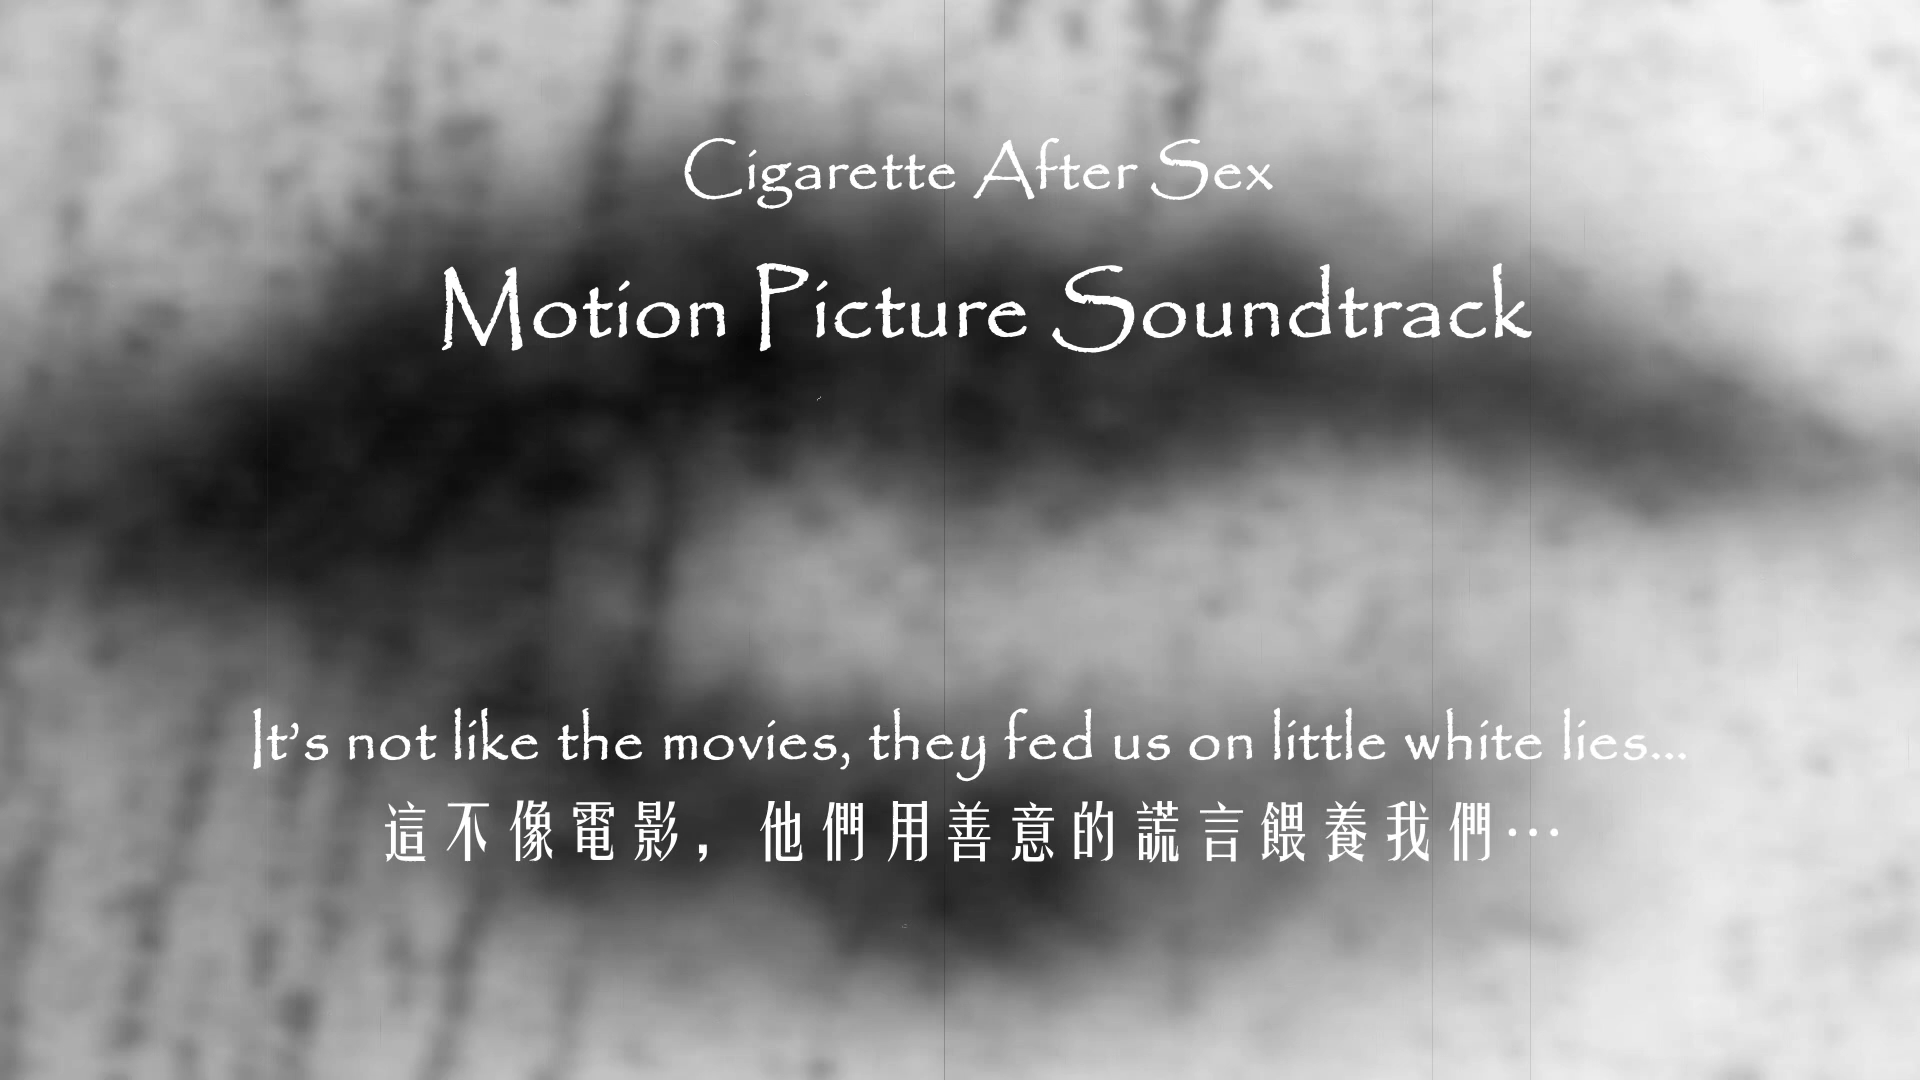 Cigarette After Sex
Motion Picture Soundtrack
It's not like the movies, they fed us on little white lies...
這不像電影，他們用善意的謊言餵養我們…